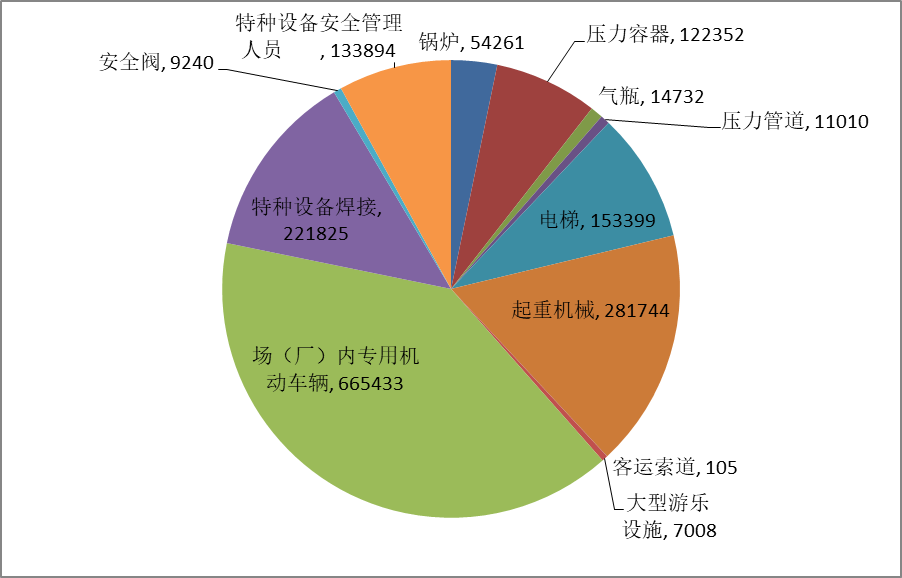 特种设备安全管理
人员 , 133894
锅炉, 54261
压力容器, 122352
安全阀, 9240
气瓶, 14732
压力管道, 11010
特种设备焊接,
221825
电梯, 153399
起重机械, 281744
场（厂）内专用机
动车辆, 665433
客运索道, 105
大型游乐
设施, 7008